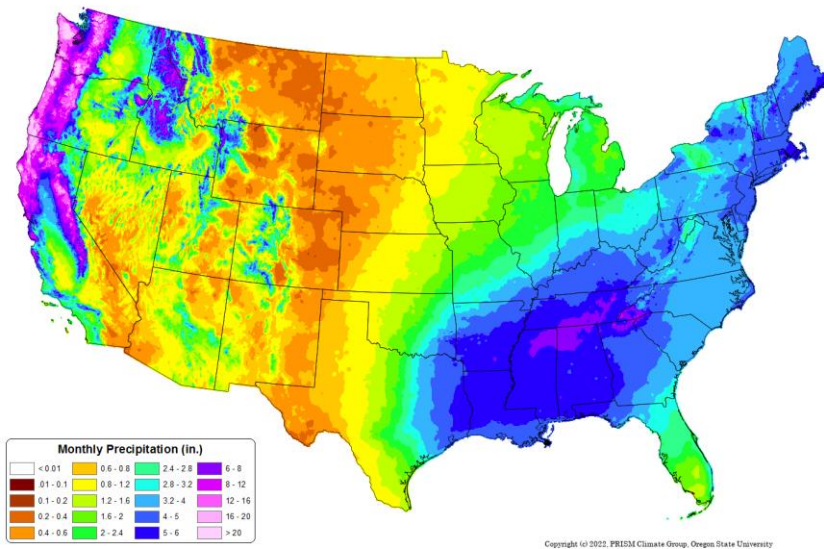 Monthly Precipitation (in.)
< 0.01 0.6 - 0.8 2.4 - 2.8 6 - 8
.01 - 0.1 0.8 - 1.2 2.8 - 3.2 8 - 12
0.1 - 0.2 1.2 - 1.6 3.2 - 4 12 - 16
0.2 - 0.4 1.6 - 2 4 - 5 16 - 20
0.4 - 0.6 2 - 2.4 5 - 6 > 20
Copyright (c) 2022, PRISM Climate Group, Oregon State University